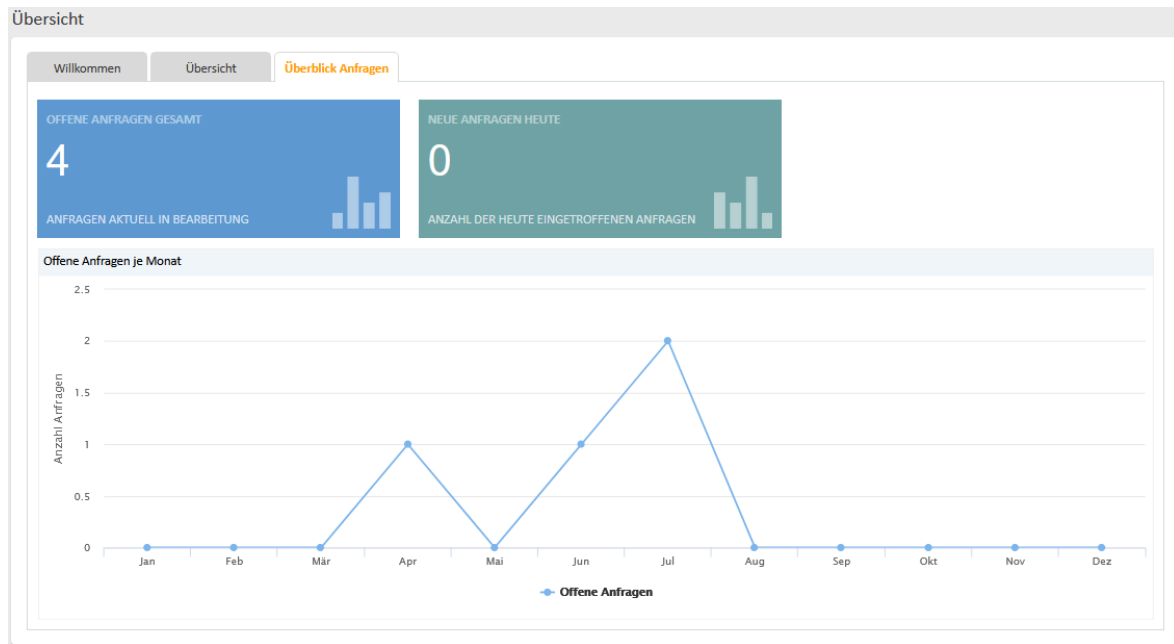 Übersicht
Willkommen
Übersicht
Überblick Anfragen
OFFENE ANFRAGEN GESAMT
4
ANFRAGEN AKTUELL IN BEARBEITUNG
NEUE ANFRAGEN HEUTE
0
ANZAHL DER HEUTE EINGETROFFENEN ANFRAGEN
Offene Anfragen je Monat
Anzahl Anfragen
2.5
2
1.5
1
0.5
0
Jan Feb Mär Apr Mai Jun Jul Aug Sep Okt Nov Dez
Offene Anfragen